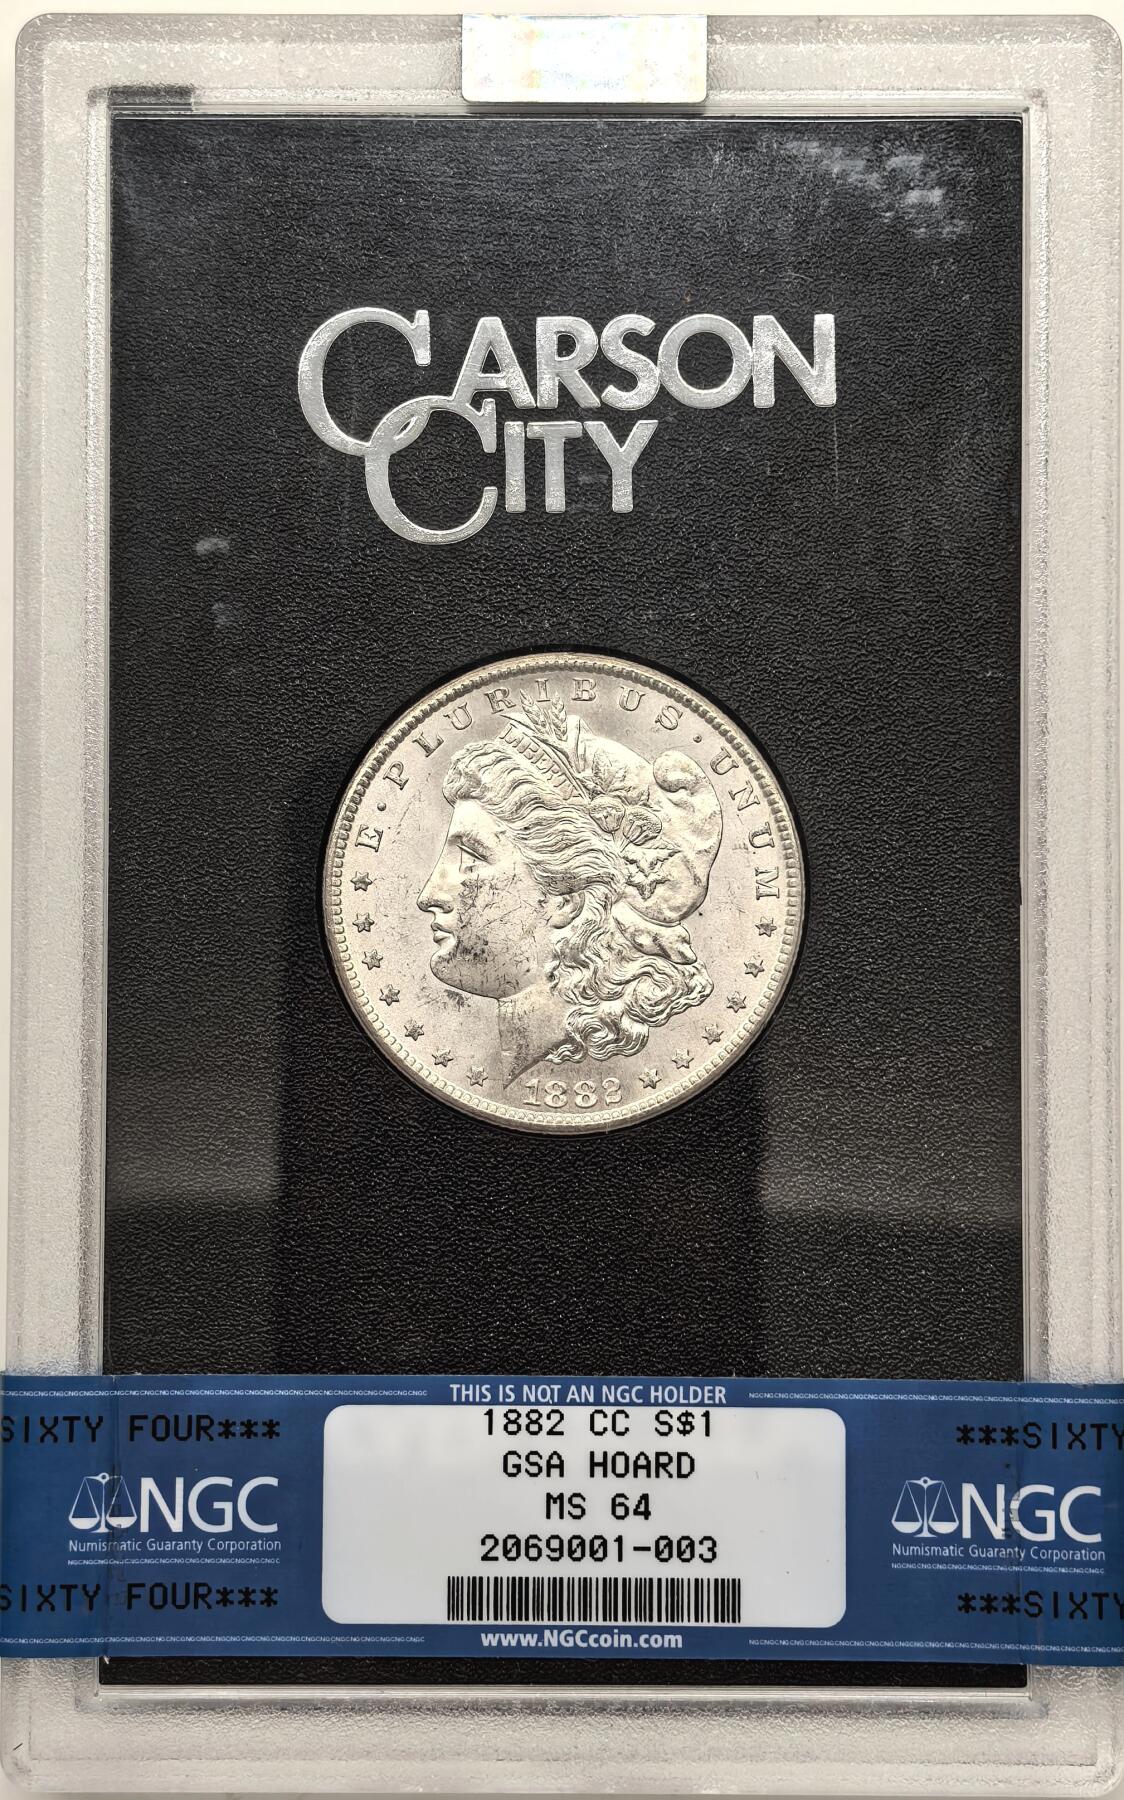 CARSON
CITY
E · PLURIBUS · UNUM
LIBERTY
1882
THIS IS NOT AN NGC HOLDER
SIXTY FOUR***
***SIXTY
1882 CC S$1
GSA HOARD
MS 64
2069001-003
NGC
Numismatic Guaranty Corporation
NGC
Numismatic Guaranty Corporation
SIXTY FOUR***
***SIXTY
www.NGCcoin.com